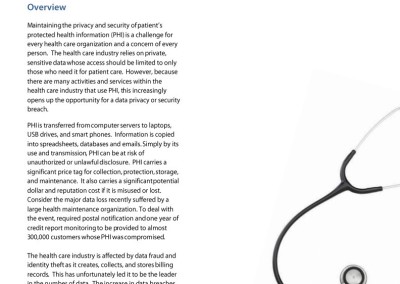 Overview
Maintaining the privacy and security of patient's
protected health information (PHI) is a challenge for
every health care organization and a concern of every
person. The health care industry relies on private,
sensitive data whose access should be limited to only
those who need it for patient care. However, because
there are many activities and services within the
health care industry that use PHI, this increasingly
opens up the opportunity for a data privacy or security
breach.
PHI is transferred from computer servers to laptops,
USB drives, and smart phones. Information is copied
into spreadsheets, databases and emails. Simply by its
use and transmission, PHI can be at risk of
unauthorized or unlawful disclosure. PHI carries a
significant price tag for collection, protection, storage,
and maintenance. It also carries a significant potential
dollar and reputation cost if it is misused or lost.
Consider the major data loss recently suffered by a
large health maintenance organization. To deal with
the event, required postal notification and one year of
credit report monitoring to be provided to almost
300,000 customers whose PHI was compromised.
The health care industry is affected by data fraud and
identity theft as it creates, collects, and stores billing
records. This has unfortunately led it to be the leader
in the number of data. The increase in data breaches